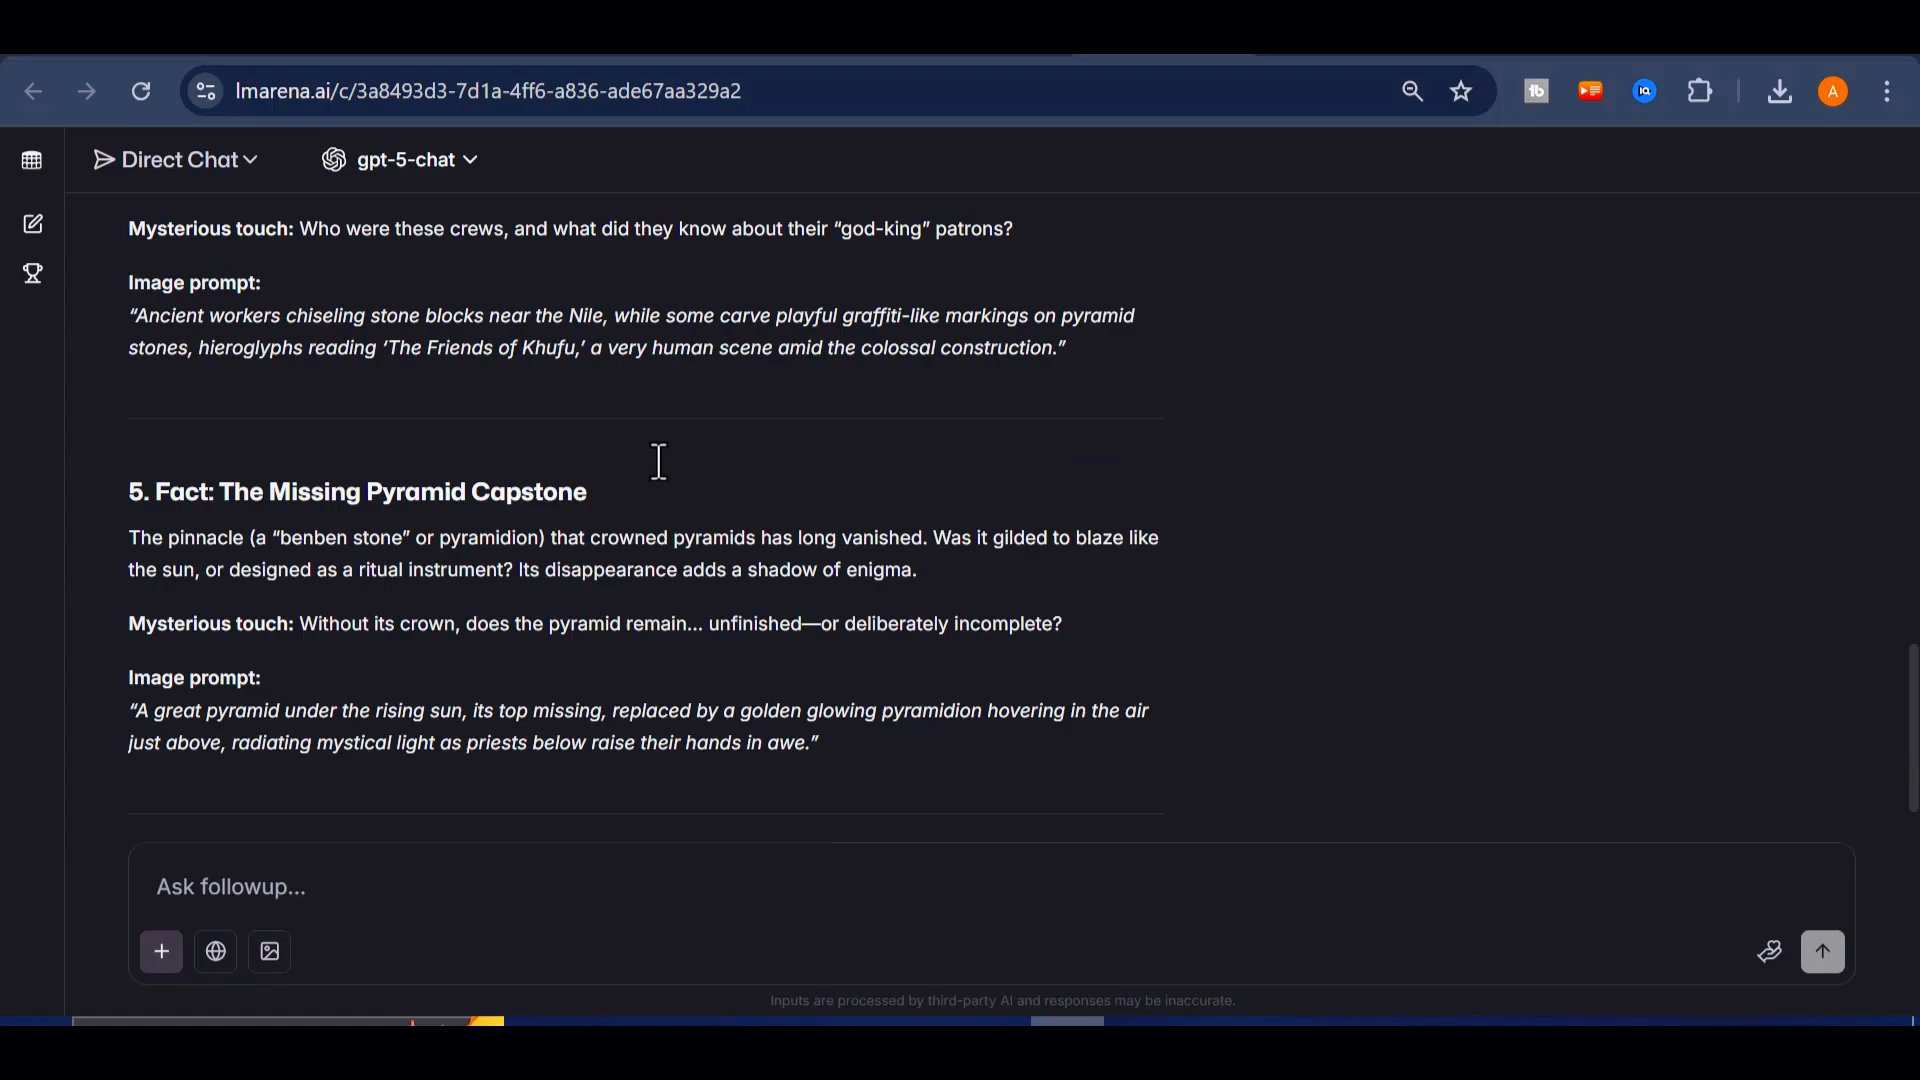 lmarena.ai/c/3a8493d3-7d1a-4ff6-a836-ade67aa329a2
A
Direct Chat
gpt-5-chat
Mysterious touch: Who were these crews, and what did they know about their “god-king” patrons?
Image prompt:
“Ancient workers chiseling stone blocks near the Nile, while some carve playful graffiti-like markings on pyramid
stones, hieroglyphs reading ‘The Friends of Khufu,’ a very human scene amid the colossal construction.”
5. Fact: The Missing Pyramid Capstone
The pinnacle (a “benben stone” or pyramidion) that crowned pyramids has long vanished. Was it gilded to blaze like
the sun, or designed as a ritual instrument? Its disappearance adds a shadow of enigma.
Mysterious touch: Without its crown, does the pyramid remain... unfinished—or deliberately incomplete?
Image prompt:
“A great pyramid under the rising sun, its top missing, replaced by a golden glowing pyramidion hovering in the air
just above, radiating mystical light as priests below raise their hands in awe.”
Ask followup...
Inputs are processed by third-party AI and responses may be inaccurate.